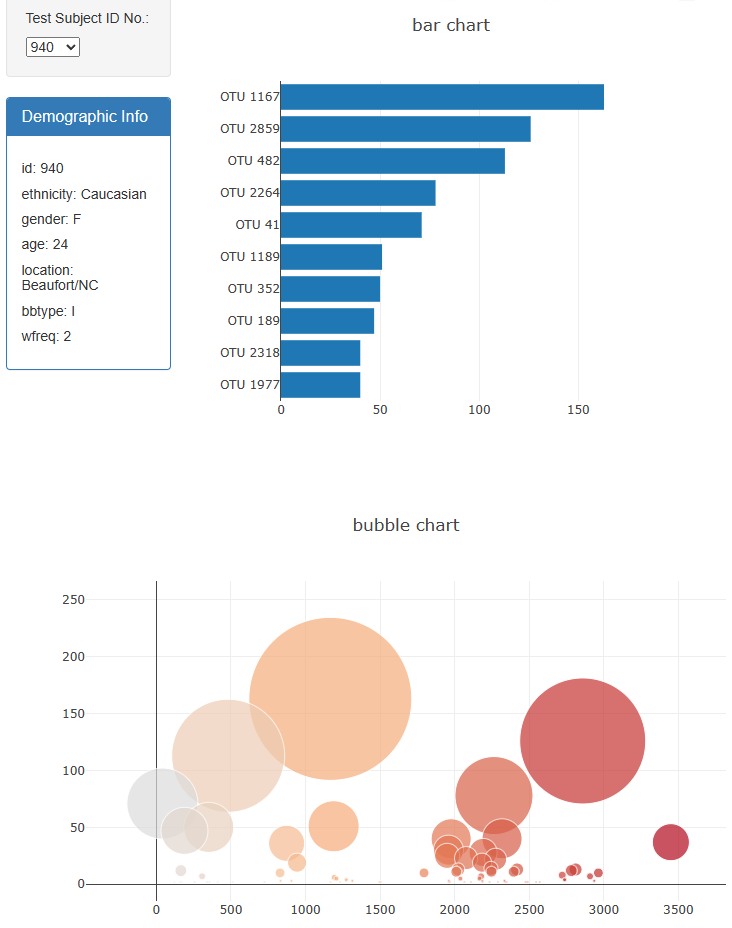 Test Subject ID No.:
940
Demographic Info
id: 940
ethnicity: Caucasian
gender: F
age: 24
location:
Beaufort/NC
bbtype: I
wfreq: 2
bar chart
OTU 1167
OTU 2859
OTU 482
OTU 2264
OTU 41
OTU 1189
OTU 352
OTU 189
OTU 2318
OTU 1977
0 50 100 150
bubble chart
250
200
150
100
50
0
0 500 1000 1500 2000 2500 3000 3500